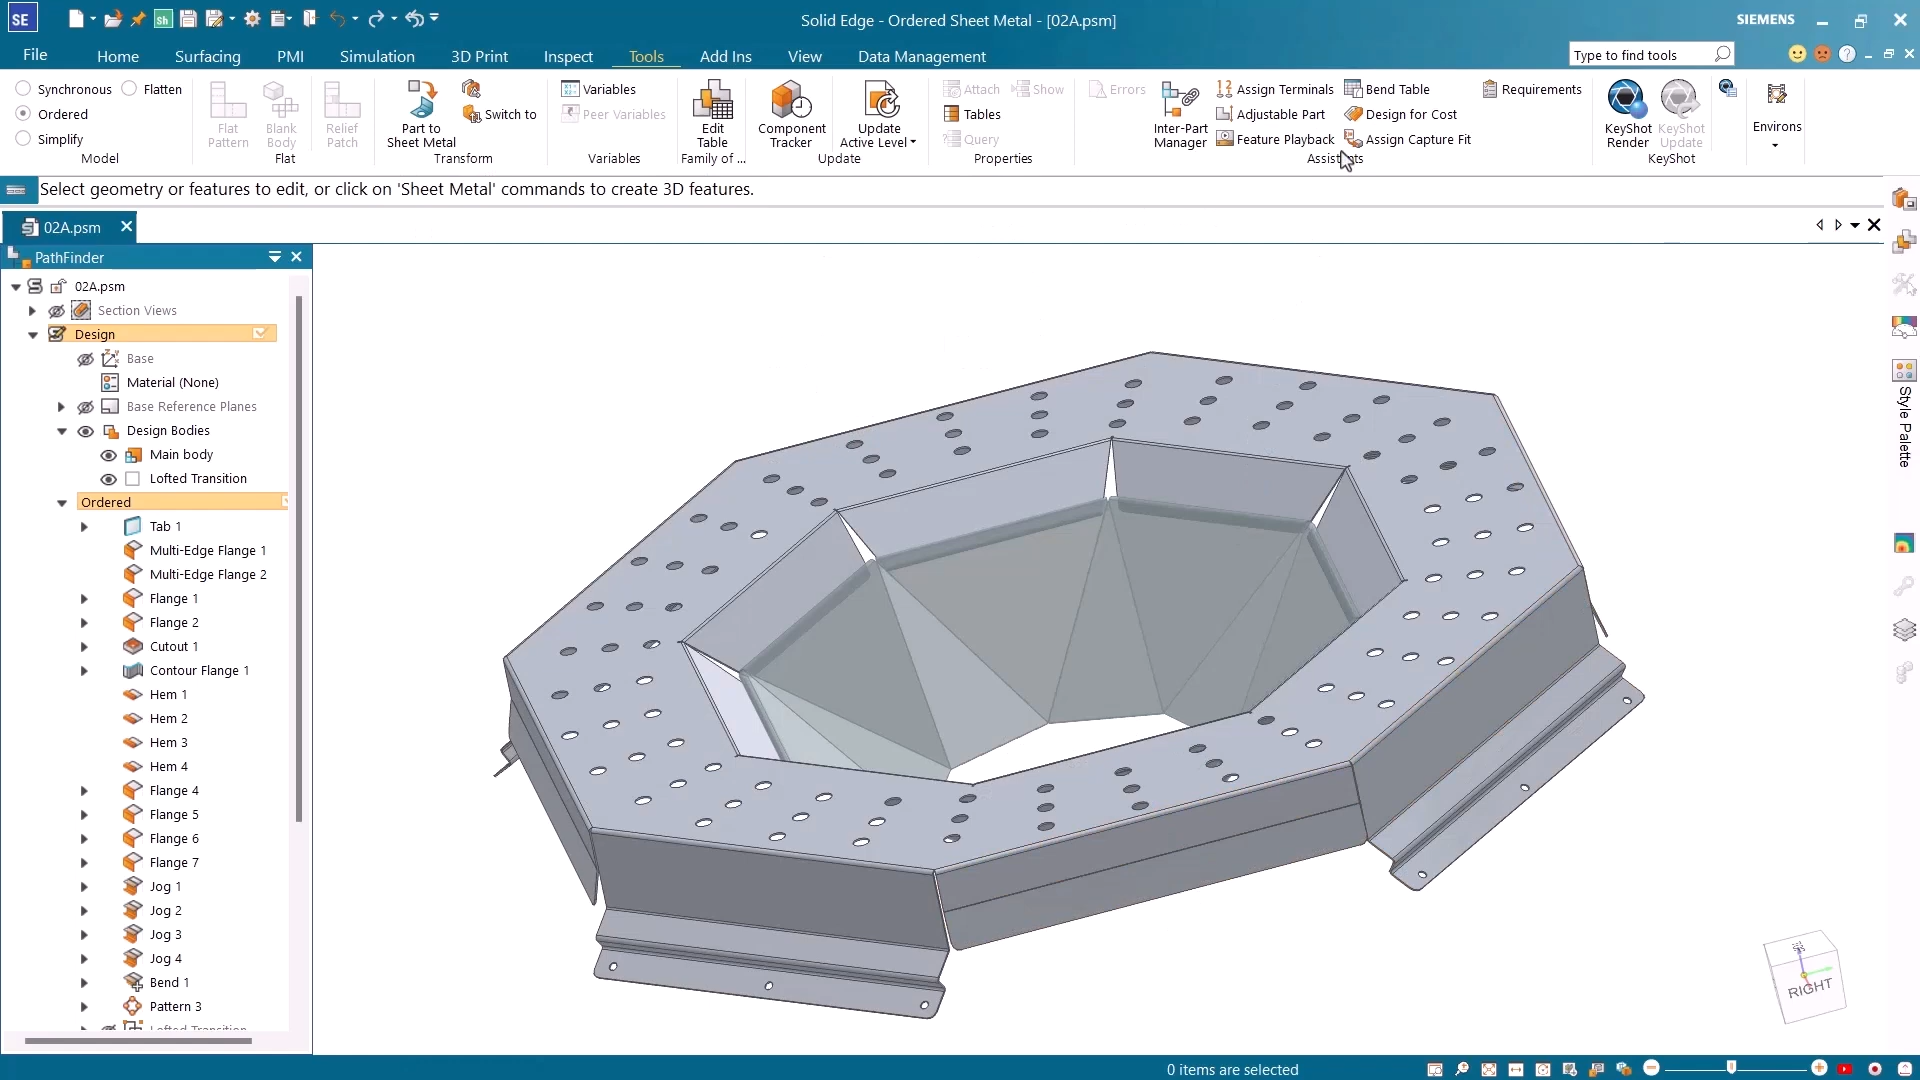 SE
Sh
Solid Edge - Ordered Sheet Metal - [02A.psm]
SIEMENS
File
Home
Surfacing
PMI
Simulation
3D Print
Inspect
Tools
Add Ins
View
Data Management
Type to find tools
Synchronous
Flatten
Ordered
Simplify
Model
Flat Pattern
Blank Body
Flat
Relief Patch
Part to Sheet Metal
Switch to
Transform
Variables
Peer Variables
Variables
Edit Table
Family of ...
Component Tracker
Update Active Level
Update
Attach
Show
Tables
Query
Properties
Errors
Inter-Part Manager
Assign Terminals
Adjustable Part
Feature Playback
Bend Table
Design for Cost
Assign Capture Fit
Requirements
Assistants
KeyShot Render
KeyShot Update
KeyShot
Environs
Select geometry or features to edit, or click on 'Sheet Metal' commands to create 3D features.
02A.psm
PathFinder
02A.psm
Section Views
Design
Base
Material (None)
Base Reference Planes
Design Bodies
Main body
Lofted Transition
Ordered
Tab 1
Multi-Edge Flange 1
Multi-Edge Flange 2
Flange 1
Flange 2
Cutout 1
Contour Flange 1
Hem 1
Hem 2
Hem 3
Hem 4
Flange 4
Flange 5
Flange 6
Flange 7
Jog 1
Jog 2
Jog 3
Jog 4
Bend 1
Pattern 3
Lofted Transition
Style Palette
RIGHT
0 items are selected